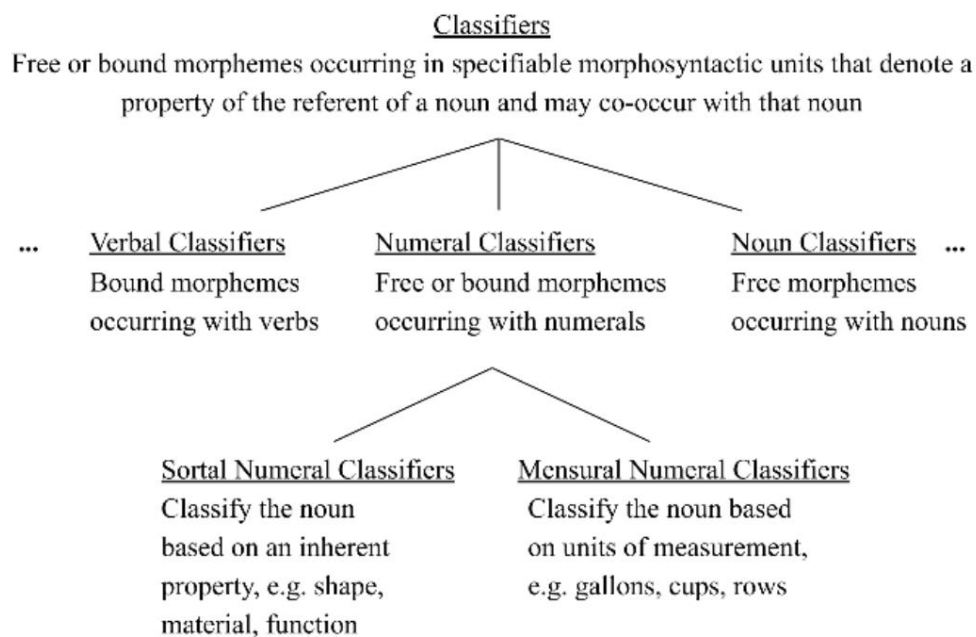 Classifiers
Free or bound morphemes occurring in specifiable morphosyntactic units that denote a
property of the referent of a noun and may co-occur with that noun
... Verbal Classifiers Numeral Classifiers Noun Classifiers ...
Bound morphemes Free or bound morphemes Free morphemes
occurring with verbs occurring with numerals occurring with nouns
Sortal Numeral Classifiers Mensural Numeral Classifiers
Classify the noun Classify the noun based
based on an inherent on units of measurement,
property, e.g. shape, e.g. gallons, cups, rows
material, function